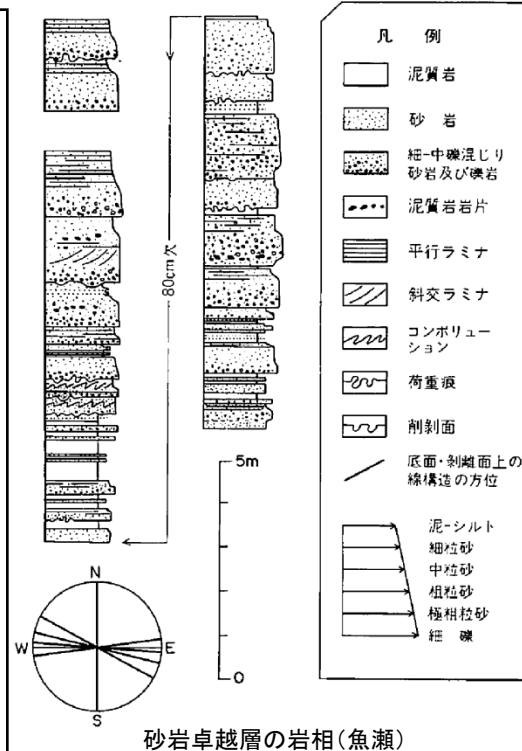 80cm欠
5m
0
N
W
E
S
凡 例
泥質岩
砂 岩
細-中礫混じり
砂岩及び礫岩
泥質岩岩片
平行ラミナ
斜交ラミナ
コンボリュー
ション
荷重痕
削剝面
底面・剝離面上の
線構造の方位
泥-シルト
細粒砂
中粒砂
粗粒砂
極粗粒砂
細 礫
砂岩卓越層の岩相(魚瀬)